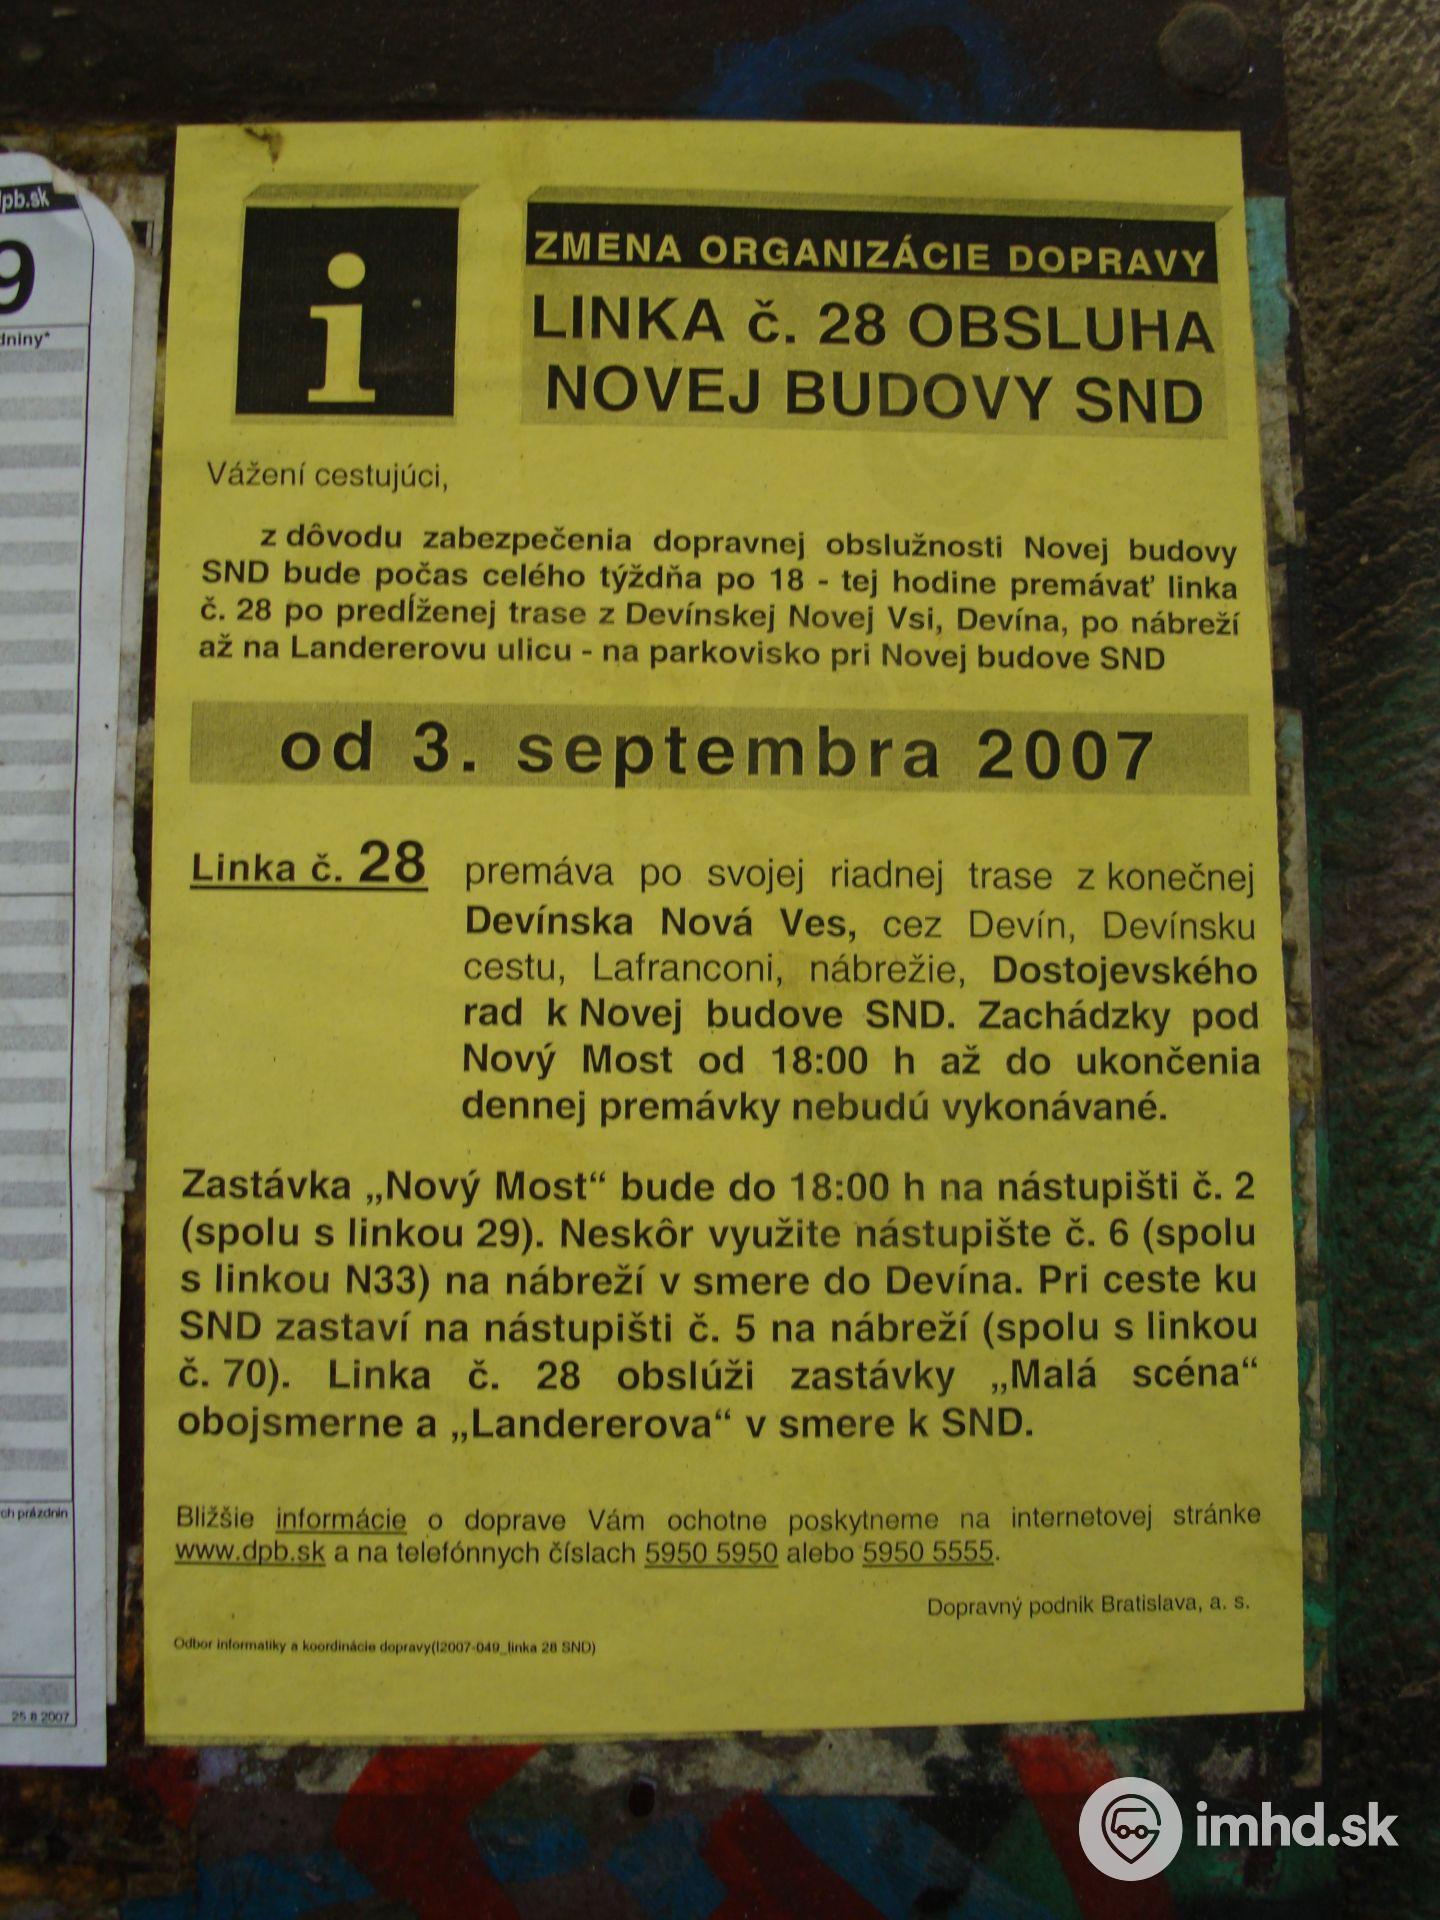 pb.sk
9
dniny*
ch prázdnin
25.8.2007
i
ZMENA ORGANIZÁCIE DOPRAVY
LINKA č. 28 OBSLUHA
NOVEJ BUDOVY SND
Vážení cestujúci,
z dôvodu zabezpečenia dopravnej obslužnosti Novej budovy
SND bude počas celého týždňa po 18 - tej hodine premávať linka
č. 28 po predĺženej trase z Devínskej Novej Vsi, Devína, po nábreží
až na Landererovu ulicu - na parkovisko pri Novej budove SND
od 3. septembra 2007
Linka č. 28 premáva po svojej riadnej trase z konečnej
Devínska Nová Ves, cez Devín, Devínsku
cestu, Lafranconi, nábrežie, Dostojevského
rad k Novej budove SND. Zachádzky pod
Nový Most od 18:00 h až do ukončenia
dennej premávky nebudú vykonávané.
Zastávka „Nový Most“ bude do 18:00 h na nástupišti č. 2
(spolu s linkou 29). Neskôr využite nástupište č. 6 (spolu
s linkou N33) na nábreží v smere do Devína. Pri ceste ku
SND zastaví na nástupišti č. 5 na nábreží (spolu s linkou
č. 70). Linka č. 28 obslúži zastávky „Malá scéna“
obojsmerne a „Landererova“ v smere k SND.
Bližšie informácie o doprave Vám ochotne poskytneme na internetovej stránke
www.dpb.sk a na telefónnych číslach 5950 5950 alebo 5950 5555.
Dopravný podnik Bratislava, a. s.
Odbor informatiky a koordinácie dopravy(I2007-049_linka 28 SND)
imhd.sk